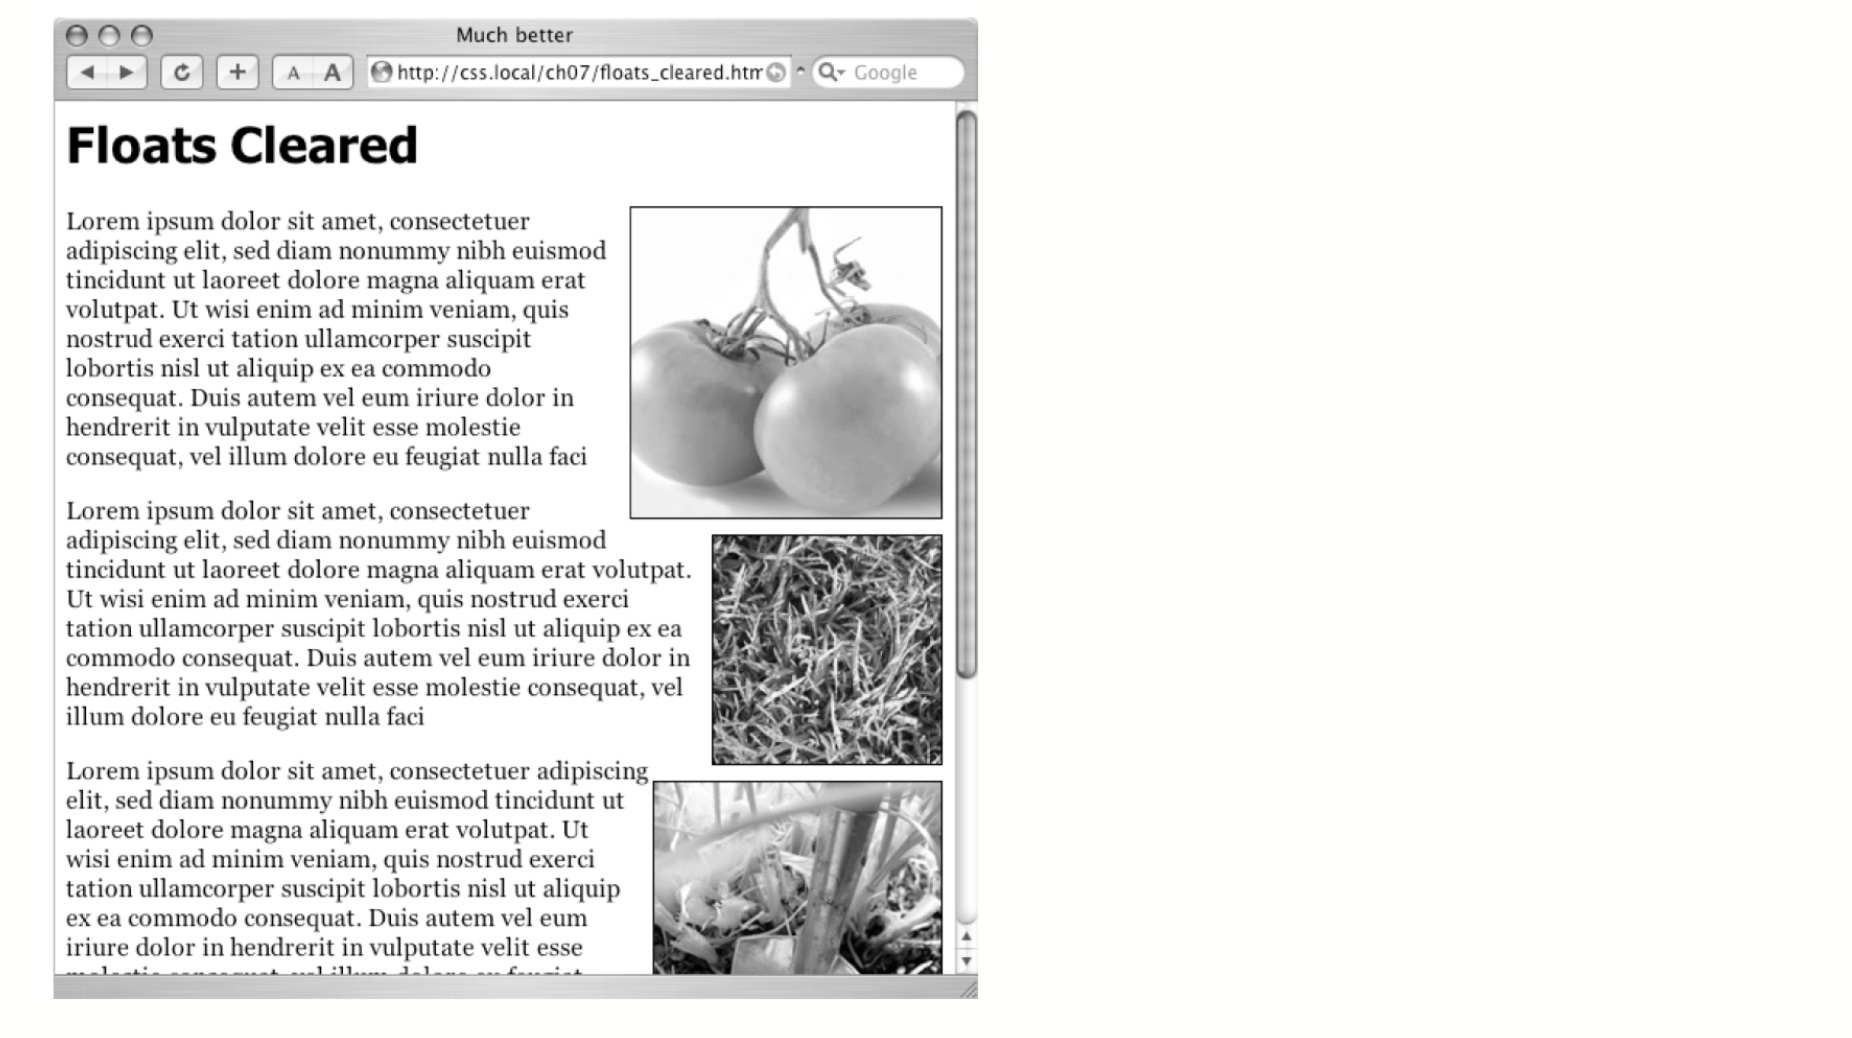 Much better
A A http://css.local/ch07/floats_cleared.htm Google
Floats Cleared
Lorem ipsum dolor sit amet, consectetuer
adipiscing elit, sed diam nonummy nibh euismod
tincidunt ut laoreet dolore magna aliquam erat
volutpat. Ut wisi enim ad minim veniam, quis
nostrud exerci tation ullamcorper suscipit
lobortis nisl ut aliquip ex ea commodo
consequat. Duis autem vel eum iriure dolor in
hendrerit in vulputate velit esse molestie
consequat, vel illum dolore eu feugiat nulla faci
Lorem ipsum dolor sit amet, consectetuer
adipiscing elit, sed diam nonummy nibh euismod
tincidunt ut laoreet dolore magna aliquam erat volutpat.
Ut wisi enim ad minim veniam, quis nostrud exerci
tation ullamcorper suscipit lobortis nisl ut aliquip ex ea
commodo consequat. Duis autem vel eum iriure dolor in
hendrerit in vulputate velit esse molestie consequat, vel
illum dolore eu feugiat nulla faci
Lorem ipsum dolor sit amet, consectetuer adipiscing
elit, sed diam nonummy nibh euismod tincidunt ut
laoreet dolore magna aliquam erat volutpat. Ut
wisi enim ad minim veniam, quis nostrud exerci
tation ullamcorper suscipit lobortis nisl ut aliquip
ex ea commodo consequat. Duis autem vel eum
iriure dolor in hendrerit in vulputate velit esse